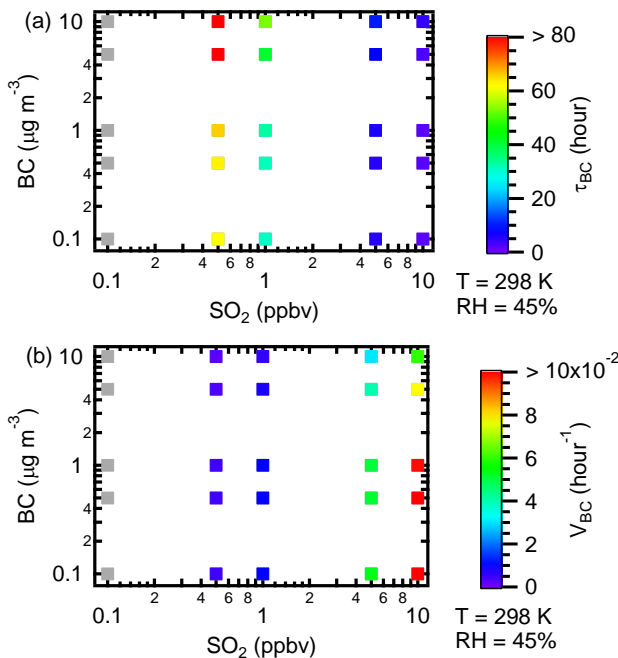 (a)
10
4
2
1
4
2
0.1
BC (μg m⁻³)
0.1 2 4 6 8 1 2 4 6 8 10
SO₂ (ppbv)
> 80
60
40
20
0
τBC (hour)
T = 298 K
RH = 45%
(b)
10
4
2
1
4
2
0.1
BC (μg m⁻³)
0.1 2 4 6 8 1 2 4 6 8 10
SO₂ (ppbv)
> 10x10⁻²
8
6
4
2
0
VBC (hour⁻¹)
T = 298 K
RH = 45%